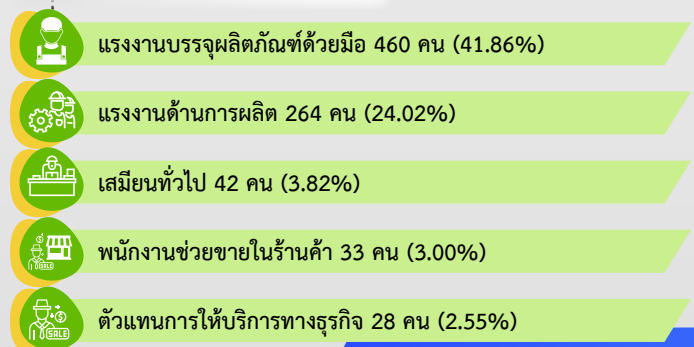 แรงงานบรรจุผลิตภัณฑ์ด้วยมือ 460 คน (41.86%)
แรงงานด้านการผลิต 264 คน (24.02%)
เสมียนทั่วไป 42 คน (3.82%)
พนักงานช่วยขายในร้านค้า 33 คน (3.00%)
SALE
ตัวแทนการให้บริการทางธุรกิจ 28 คน (2.55%)
SALE